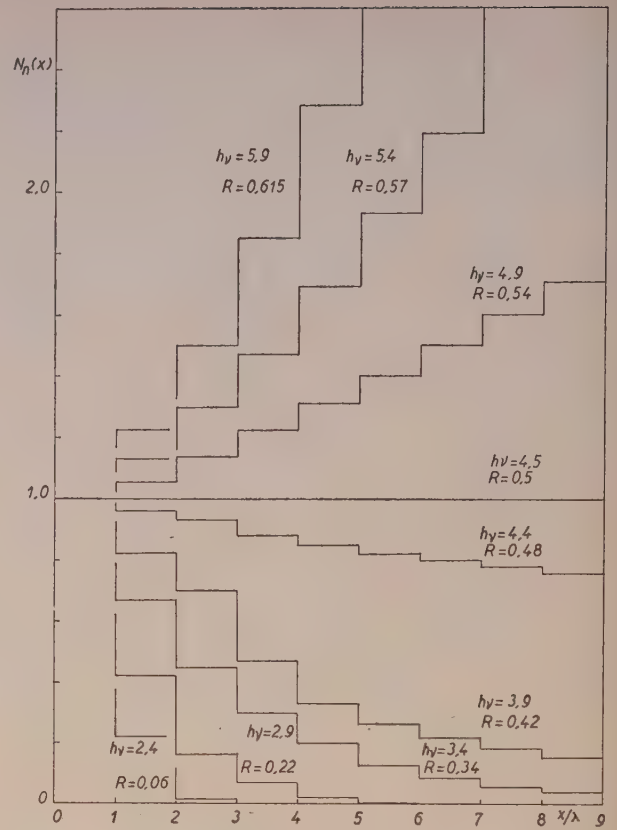 N_n(x)
hν=5,9
R=0,615
hν=5,4
R=0,57
2,0
hν=4,9
R=0,54
hν=4,5
R=0,5
1,0
hν=4,4
R=0,48
hν=3,9
R=0,42
hν=2,9
hν=2,4
R=0,22
hν=3,4
R=0,34
R=0,06
0
0 1 2 3 4 5 6 7 8 x/λ 9